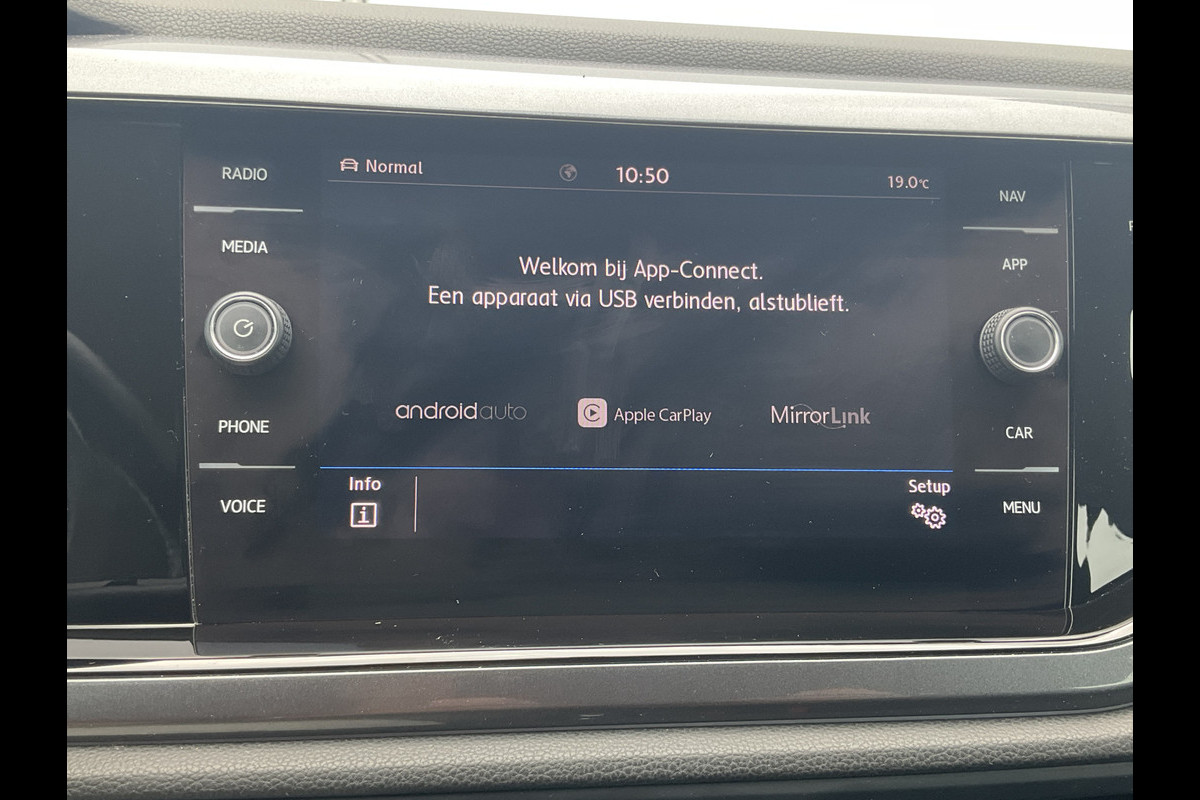 RADIO
MEDIA
PHONE
VOICE
Normal
10:50
19.0°C
Welkom bij App-Connect.
Een apparaat via USB verbinden, alstublieft.
androidauto
Apple CarPlay
MirrorLink
Info
i
Setup
NAV
APP
CAR
MENU